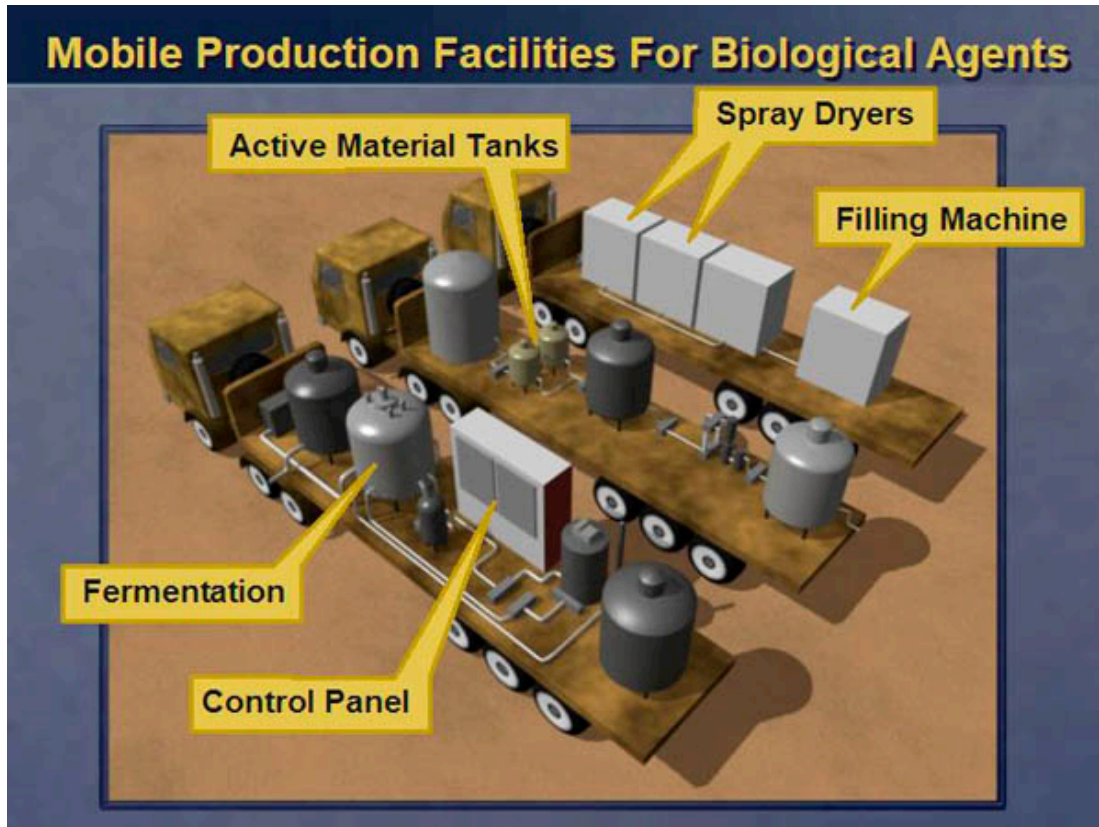 Mobile Production Facilities For Biological Agents
Spray Dryers
Active Material Tanks
Filling Machine
Fermentation
Control Panel